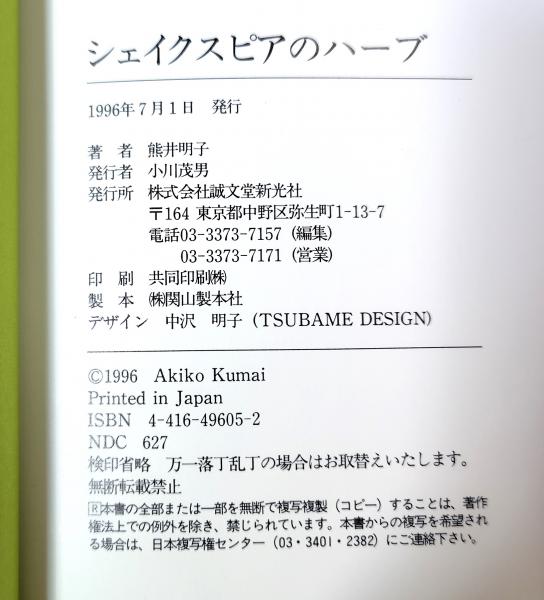 シェイクスピアのハーブ
1996年7月1日　発行
著　者　熊井明子
発行者　小川茂男
発行所　株式会社誠文堂新光社
〒164 東京都中野区弥生町1-13-7
電話03-3373-7157（編集）
03-3373-7171（営業）
印　刷　共同印刷㈱
製　本　㈱関山製本社
デザイン　中沢　明子（TSUBAME DESIGN）
©1996　Akiko Kumai
Printed in Japan
ISBN　4-416-49605-2
NDC　627
検印省略　万一落丁乱丁の場合はお取替えいたします。
無断転載禁止
🅁本書の全部または一部を無断で複写複製（コピー）することは、著作
権法上での例外を除き、禁じられています。本書からの複写を希望され
る場合は、日本複写権センター（03・3401・2382）にご連絡下さい。